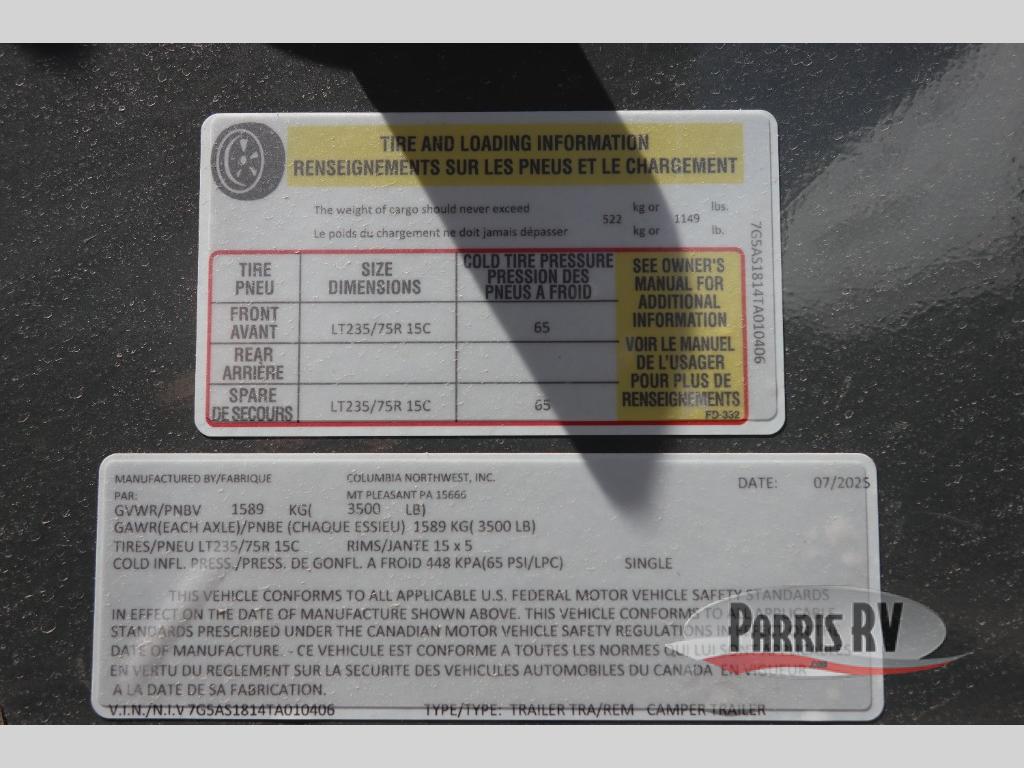 TIRE AND LOADING INFORMATION
RENSEIGNEMENTS SUR LES PNEUS ET LE CHARGEMENT
The weight of cargo should never exceed 522 kg or 1149 lbs.
Le poids du chargement ne doit jamais dépasser kg or lb.
7G5AS1814TA010406
TIRE
PNEU
SIZE
DIMENSIONS
COLD TIRE PRESSURE
PRESSION DES
PNEUS A FROID
SEE OWNER'S
MANUAL FOR
ADDITIONAL
INFORMATION
VOIR LE MANUEL
DE L'USAGER
POUR PLUS DE
RENSEIGNEMENTS
FD-332
FRONT
AVANT
LT235/75R 15C
65
REAR
ARRIÈRE
SPARE
DE SECOURS
LT235/75R 15C
65
MANUFACTURED BY/FABRIQUE COLUMBIA NORTHWEST, INC. DATE: 07/2025
PAR: MT PLEASANT PA 15666
GVWR/PNBV 1589 KG( 3500 LB)
GAWR(EACH AXLE)/PNBE (CHAQUE ESSIEU) 1589 KG( 3500 LB)
TIRES/PNEU LT235/75R 15C RIMS/JANTE 15 x 5
COLD INFL. PRESS./PRESS. DE GONFL. A FROID 448 KPA(65 PSI/LPC) SINGLE
THIS VEHICLE CONFORMS TO ALL APPLICABLE U.S. FEDERAL MOTOR VEHICLE SAFETY STANDARDS
IN EFFECT ON THE DATE OF MANUFACTURE SHOWN ABOVE. THIS VEHICLE CONFORMS TO ALL APPLICABLE
STANDARDS PRESCRIBED UNDER THE CANADIAN MOTOR VEHICLE SAFETY REGULATIONS IN
DATE OF MANUFACTURE. - CE VEHICULE EST CONFORME A TOUTES LES NORMES QUI LUI
EN VERTU DU REGLEMENT SUR LA SECURITE DES VEHICULES AUTOMOBILES DU CANADA EN VIGUEUR
A LA DATE DE SA FABRICATION.
V.I.N./N.I.V 7G5AS1814TA010406 TYPE/TYPE: TRAILER TRA/REM CAMPER TRAILER
PARRIS RV
.com